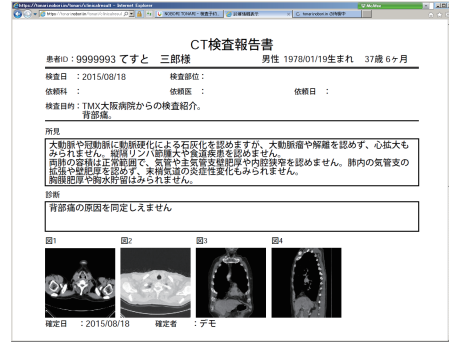 CT検査報告書
患者ID：9999993 てすと 三郎様 男性 1978/01/19生まれ 37歳 6ヶ月
検査日 ：2015/08/18 検査部位：
依頼科 ： 依頼医 ： 依頼日 ：
検査目的：TMX大阪病院からの検査紹介。
背部痛。
所見
大動脈や冠動脈に動脈硬化による石灰化を認めますが、大動脈瘤や解離を認めず、心拡大も
みられません。縦隔リンパ節腫大や食道疾患を認めません。
両肺の容積は正常範囲で、気管や主気管支壁肥厚や内腔狭窄を認めません。肺内の気管支の
拡張や壁肥厚を認めず、末梢気道の炎症性変化もみられません。
胸膜肥厚や胸水貯留はみられません。
診断
背部痛の原因を同定しえません
図1 図2 図3 図4
確定日 ：2015/08/18 確定者 ：デモ